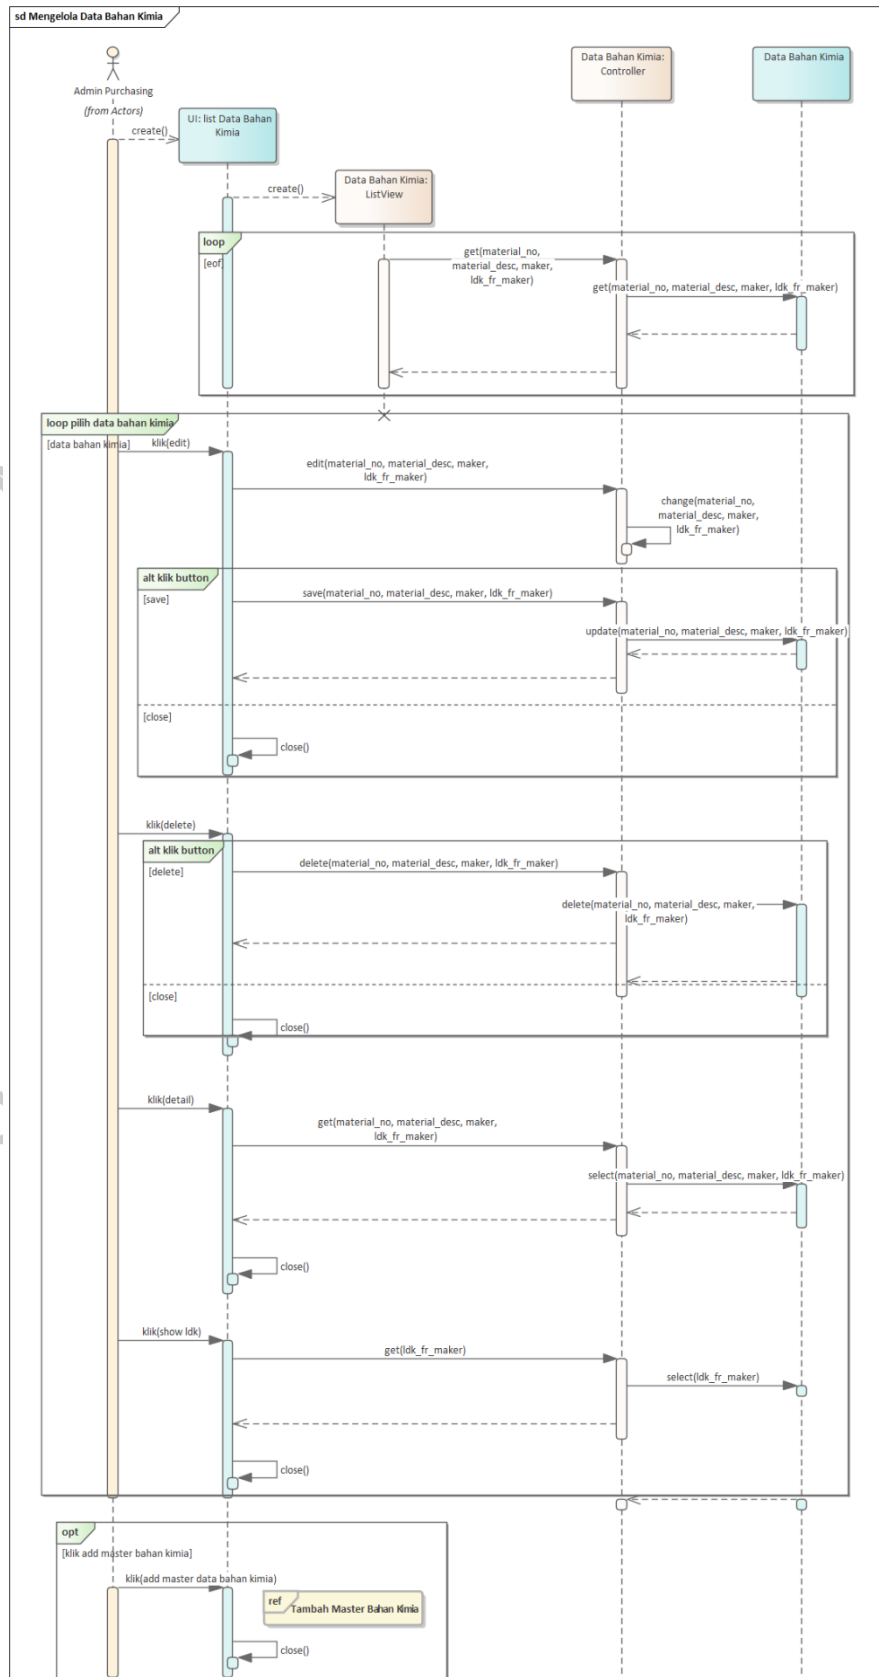 sd Mengelola Data Bahan Kimia
Admin Purchasing
(from Actors)
Data Bahan Kimia:
Controller
Data Bahan Kimia
UI: list Data Bahan
Kimia
create()
Data Bahan Kimia:
ListView
create()
loop
[eof]
get(material_no,
material_desc, maker,
ldk_fr_maker)
get(material_no, material_desc, maker, ldk_fr_maker)
loop pilih data bahan kimia
[data bahan kimia]
klik(edit)
edit(material_no, material_desc, maker,
ldk_fr_maker)
change(material_no,
material_desc, maker,
ldk_fr_maker)
alt klik button
[save]
save(material_no, material_desc, maker, ldk_fr_maker)
update(material_no, material_desc, maker, ldk_fr_maker)
[close]
close()
klik(delete)
alt klik button
[delete]
delete(material_no, material_desc, maker, ldk_fr_maker)
delete(material_no, material_desc, maker,
ldk_fr_maker)
[close]
close()
klik(detail)
get(material_no, material_desc, maker,
ldk_fr_maker)
select(material_no, material_desc, maker, ldk_fr_maker)
close()
klik(show ldk)
get(ldk_fr_maker)
select(ldk_fr_maker)
close()
opt
[klik add master bahan kimia]
klik(add master data bahan kimia)
ref
Tambah Master Bahan Kimia
close()